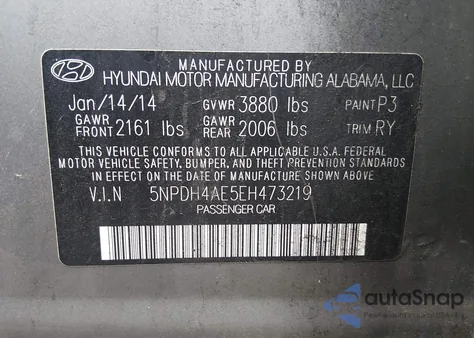 MANUFACTURED BY
HYUNDAI MOTOR MANUFACTURING ALABAMA, LLC
Jan/14/14 GVWR 3880 lbs PAINT P3
GAWR FRONT 2161 lbs GAWR REAR 2006 lbs TRIM RY
THIS VEHICLE CONFORMS TO ALL APPLICABLE U.S.A FEDERAL
MOTOR VEHICLE SAFETY, BUMPER, AND THEFT PREVENTION STANDARDS
IN EFFECT ON THE DATE OF MANUFACTURE SHOWN ABOVE.
V.I.N 5NPDH4AE5EH473219
PASSENGER CAR
autoSnap